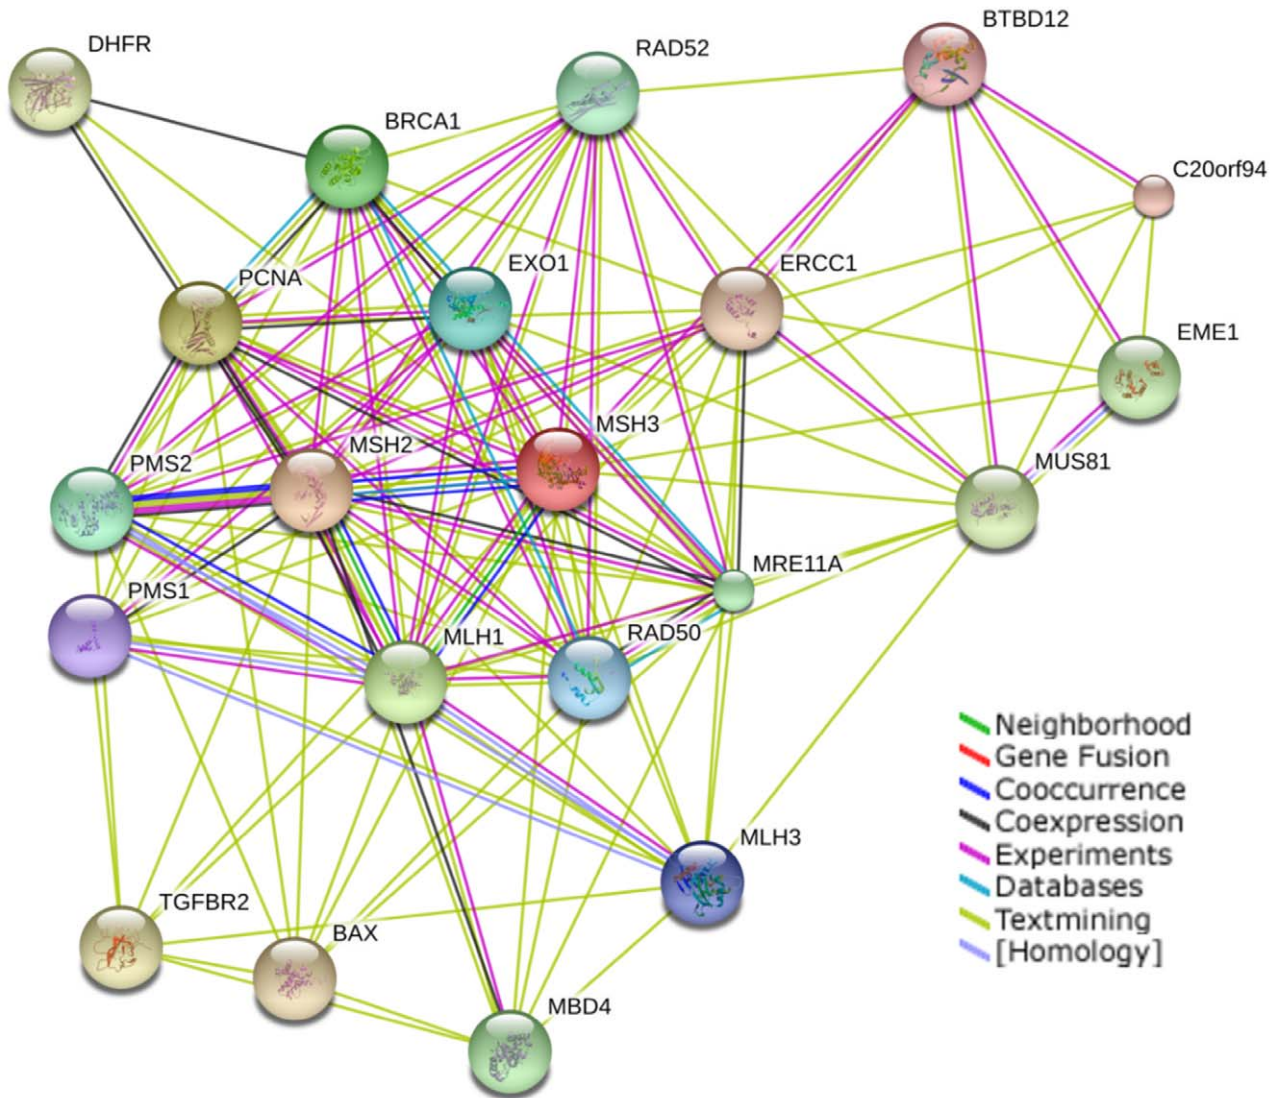 BTBD12
DHFR
RAD52
BRCA1
C20orf94
EXO1
ERCC1
PCNA
EME1
MSH3
MSH2
PMS2
MUS81
MRE11A
PMS1
MLH1
RAD50
MLH3
TGFBR2
BAX
MBD4
Neighborhood
Gene Fusion
Cooccurrence
Coexpression
Experiments
Databases
Textmining
[Homology]